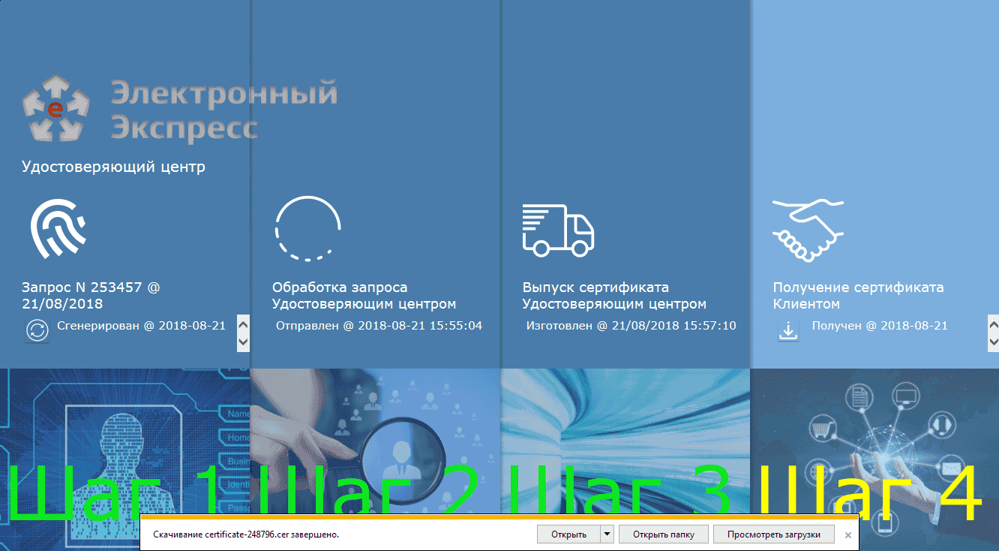 Электронный
Экспресс
Удостоверяющий центр
Запрос N 253457 @
21/08/2018
Сгенерирован @ 2018-08-21
Обработка запроса
Удостоверяющим центром
Отправлен @ 2018-08-21 15:55:04
Выпуск сертификата
Удостоверяющим центром
Изготовлен @ 21/08/2018 15:57:10
Получение сертификата
Клиентом
Получен @ 2018-08-21
Name
Home
Busin
Identi
Passp
Шаг 1
Шаг 2
Шаг 3
Шаг 4
Скачивание certificate-248796.cer завершено.
Открыть
Открыть папку
Просмотреть загрузки